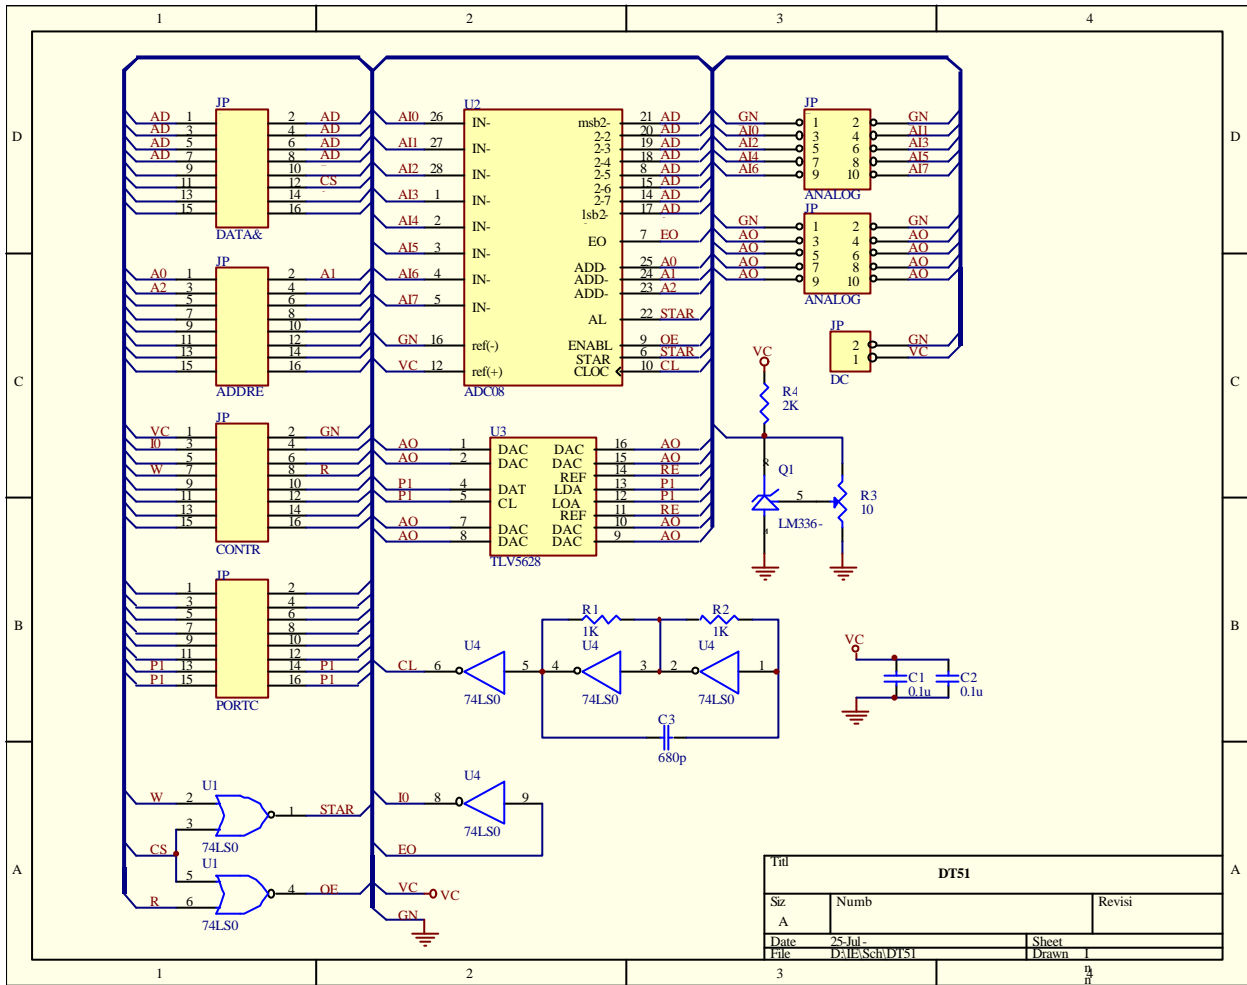 1 2 3 4
D D
C C
B B
A A
JP
AD 1 2 AD
AD 3 4 AD
AD 5 6 AD
AD 7 8 AD
9 10
11 12 CS
13 14
15 16
DATA&
JP
A0 1 2 A1
A2 3 4
5 6
7 8
9 10
11 12
13 14
15 16
ADDRE
JP
VC 1 2 GN
I0 3 4
5 6
W 7 8 R
9 10
11 12
13 14
15 16
CONTR
JP
1 2
3 4
5 6
7 8
9 10
11 12
P1 13 14 P1
P1 15 16 P1
PORTC
U1
W 2
3
1 STAR
74LS0
CS
U1
5
R 6
4 OE
74LS0
U2
AI0 26 IN- msb2- 21 AD
2-2 20 AD
AI1 27 IN- 2-3 19 AD
2-4 18 AD
AI2 28 IN- 2-5 8 AD
2-6 15 AD
AI3 1 IN- 2-7 14 AD
lsb2- 17 AD
AI4 2 IN-
EO 7 EO
AI5 3 IN-
ADD- 25 A0
AI6 4 IN- ADD- 24 A1
ADD- 23 A2
AI7 5 IN-
AL 22 STAR
GN 16 ref(-) ENABL 9 OE
STAR 6 STAR
VC 12 ref(+) CLOC 10 CL
ADC08
U3
AO 1 DAC DAC 16 AO
AO 2 DAC DAC 15 AO
REF 14 RE
P1 4 DAT LDA 13 P1
P1 5 CL LOA 12 P1
REF 11 RE
AO 7 DAC DAC 10 AO
AO 8 DAC DAC 9 AO
TLV5628
R1
1K
R2
1K
U4 U4 U4
CL 6 5 4 3 2 1
74LS0 74LS0 74LS0
C3
680p
U4
I0 8 9
74LS0
EO
VC VC
GN
JP
GN 1 2 GN
AI0 3 4 AI1
AI2 5 6 AI3
AI4 7 8 AI5
AI6 9 10 AI7
ANALOG
JP
GN 1 2 GN
AO 3 4 AO
AO 5 6 AO
AO 7 8 AO
AO 9 10 AO
ANALOG
JP
2 GN
1 VC
DC
VC
R4
2K
8
Q1
5
LM336-
R3
10
VC
C1
0.1u
C2
0.1u
Titl
DT51
Siz Numb Revisi
A
Date 25-Jul- Sheet
File D:\IE\Sch\DT51 Drawn
1 2 3 4